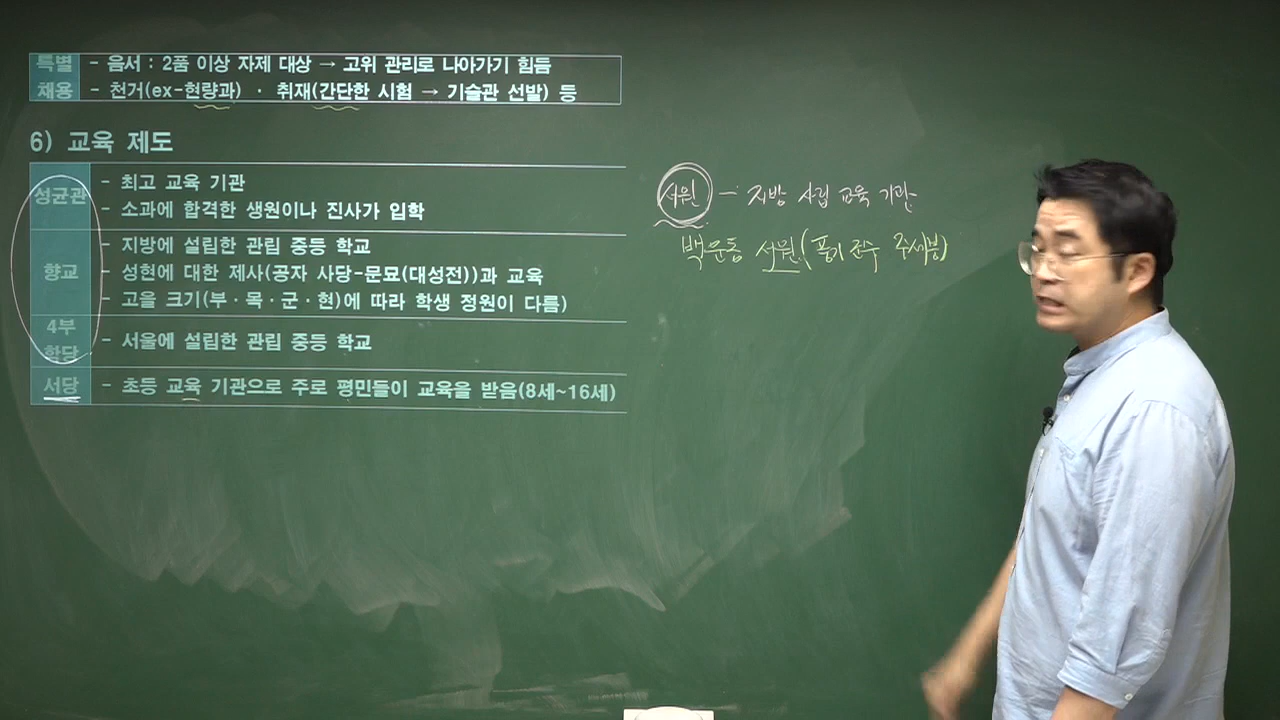 특별 - 음서 : 2품 이상 자제 대상 → 고위 관리로 나아가기 힘듬
채용 - 천거(ex-현량과) · 취재(간단한 시험 → 기술관 선발) 등
6) 교육 제도
성균관
- 최고 교육 기관
- 소과에 합격한 생원이나 진사가 입학
향교
- 지방에 설립한 관립 중등 학교
- 성현에 대한 제사(공자 사당-문묘(대성전))과 교육
- 고을 크기(부·목·군·현)에 따라 학생 정원이 다름)
4부
학당
- 서울에 설립한 관립 중등 학교
서당 - 초등 교육 기관으로 주로 평민들이 교육을 받음(8세~16세)
서원 - 지방 사립 교육 기관
백운동 서원(풍기 군수 주세붕)